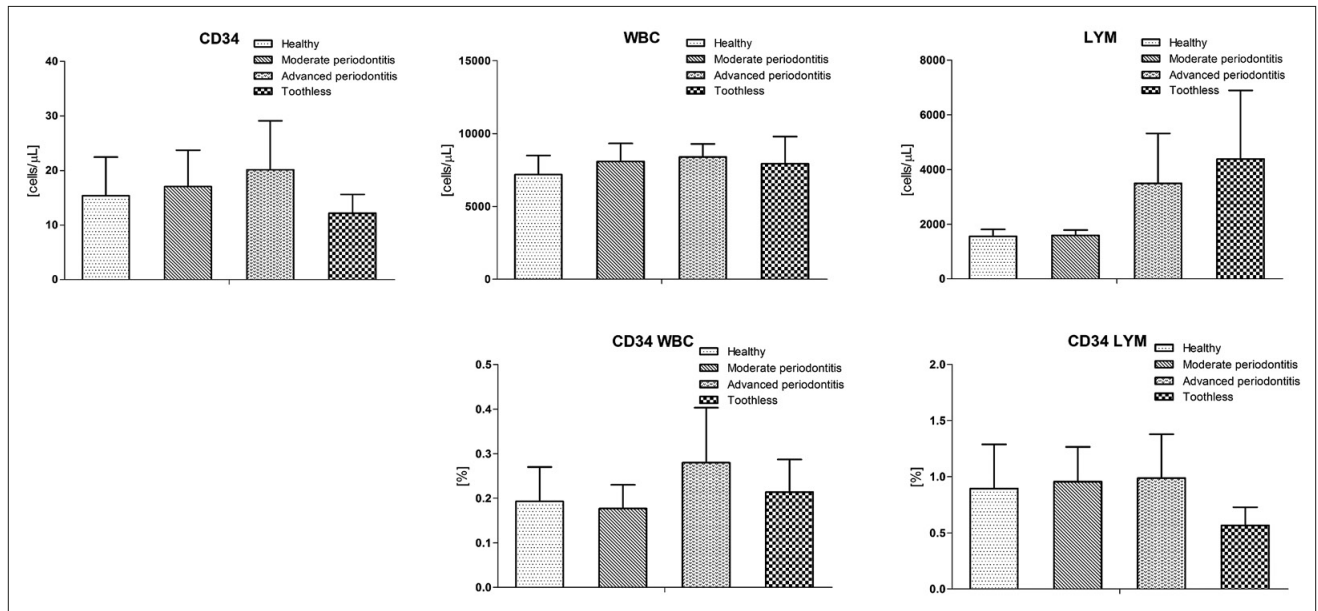 CD34
Healthy
Moderate periodontitis
Advanced periodontitis
Toothless
40
30
20
10
0
[cells/µL]
WBC
Healthy
Moderate periodontitis
Advanced periodontitis
Toothless
15000
10000
5000
0
[cells/µL]
LYM
Healthy
Moderate periodontitis
Advanced periodontitis
Toothless
8000
6000
4000
2000
0
[cells/µL]
CD34 WBC
Healthy
Moderate periodontitis
Advanced periodontitis
Toothless
0.5
0.4
0.3
0.2
0.1
0.0
[%]
CD34 LYM
Healthy
Moderate periodontitis
Advanced periodontitis
Toothless
2.0
1.5
1.0
0.5
0.0
[%]